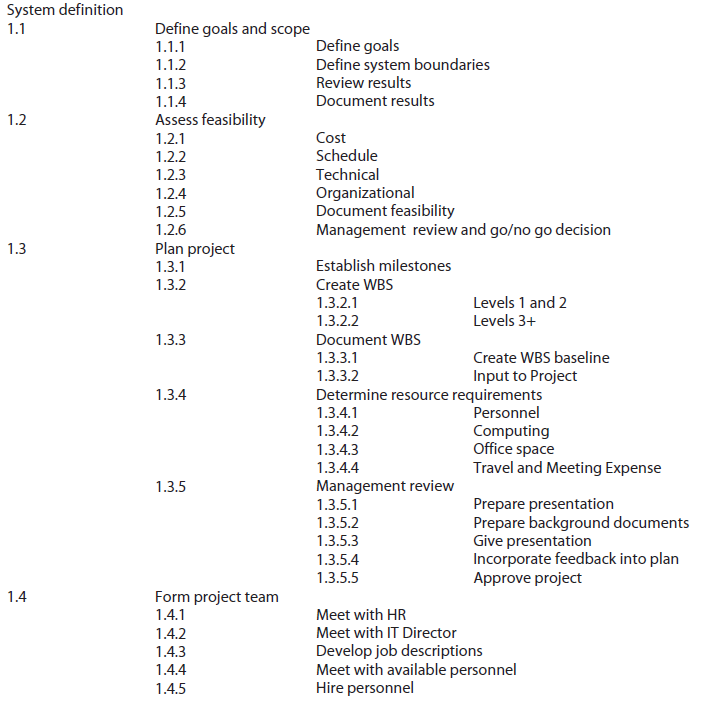 System definition
1.1 Define goals and scope
1.1.1 Define goals
1.1.2 Define system boundaries
1.1.3 Review results
1.1.4 Document results
1.2 Assess feasibility
1.2.1 Cost
1.2.2 Schedule
1.2.3 Technical
1.2.4 Organizational
1.2.5 Document feasibility
1.2.6 Management review and go/no go decision
1.3 Plan project
1.3.1 Establish milestones
1.3.2 Create WBS
1.3.2.1 Levels 1 and 2
1.3.2.2 Levels 3+
1.3.3 Document WBS
1.3.3.1 Create WBS baseline
1.3.3.2 Input to Project
1.3.4 Determine resource requirements
1.3.4.1 Personnel
1.3.4.2 Computing
1.3.4.3 Office space
1.3.4.4 Travel and Meeting Expense
1.3.5 Management review
1.3.5.1 Prepare presentation
1.3.5.2 Prepare background documents
1.3.5.3 Give presentation
1.3.5.4 Incorporate feedback into plan
1.3.5.5 Approve project
1.4 Form project team
1.4.1 Meet with HR
1.4.2 Meet with IT Director
1.4.3 Develop job descriptions
1.4.4 Meet with available personnel
1.4.5 Hire personnel